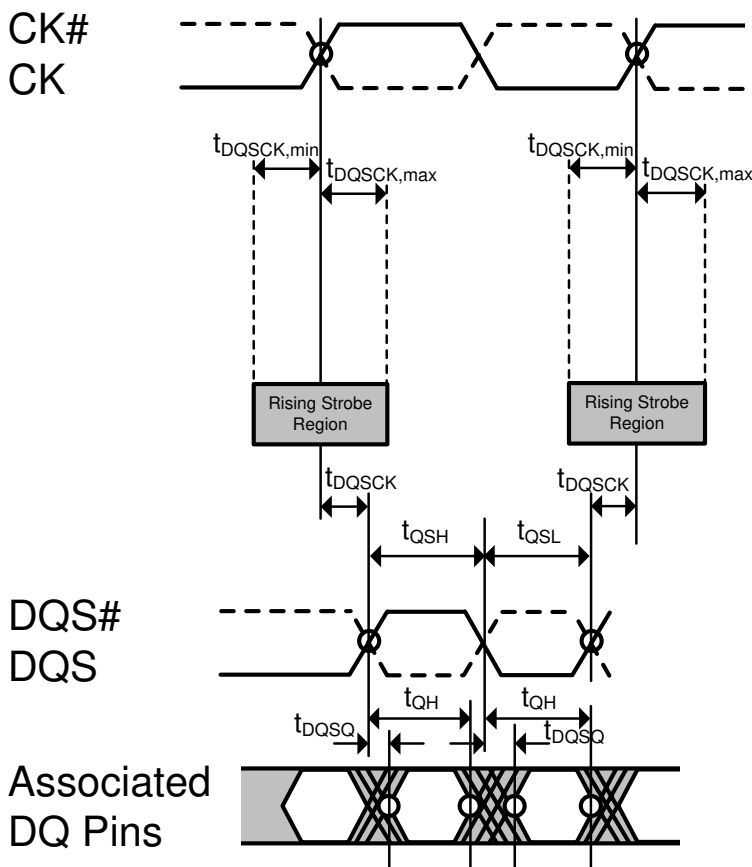 CK#
CK
tDQSCK,min
tDQSCK,max
tDQSCK,min
tDQSCK,max
Rising Strobe
Region
Rising Strobe
Region
tDQSCK
tDQSCK
tQSH
tQSL
DQS#
DQS
tQH
tQH
tDQSQ
tDQSQ
Associated
DQ Pins